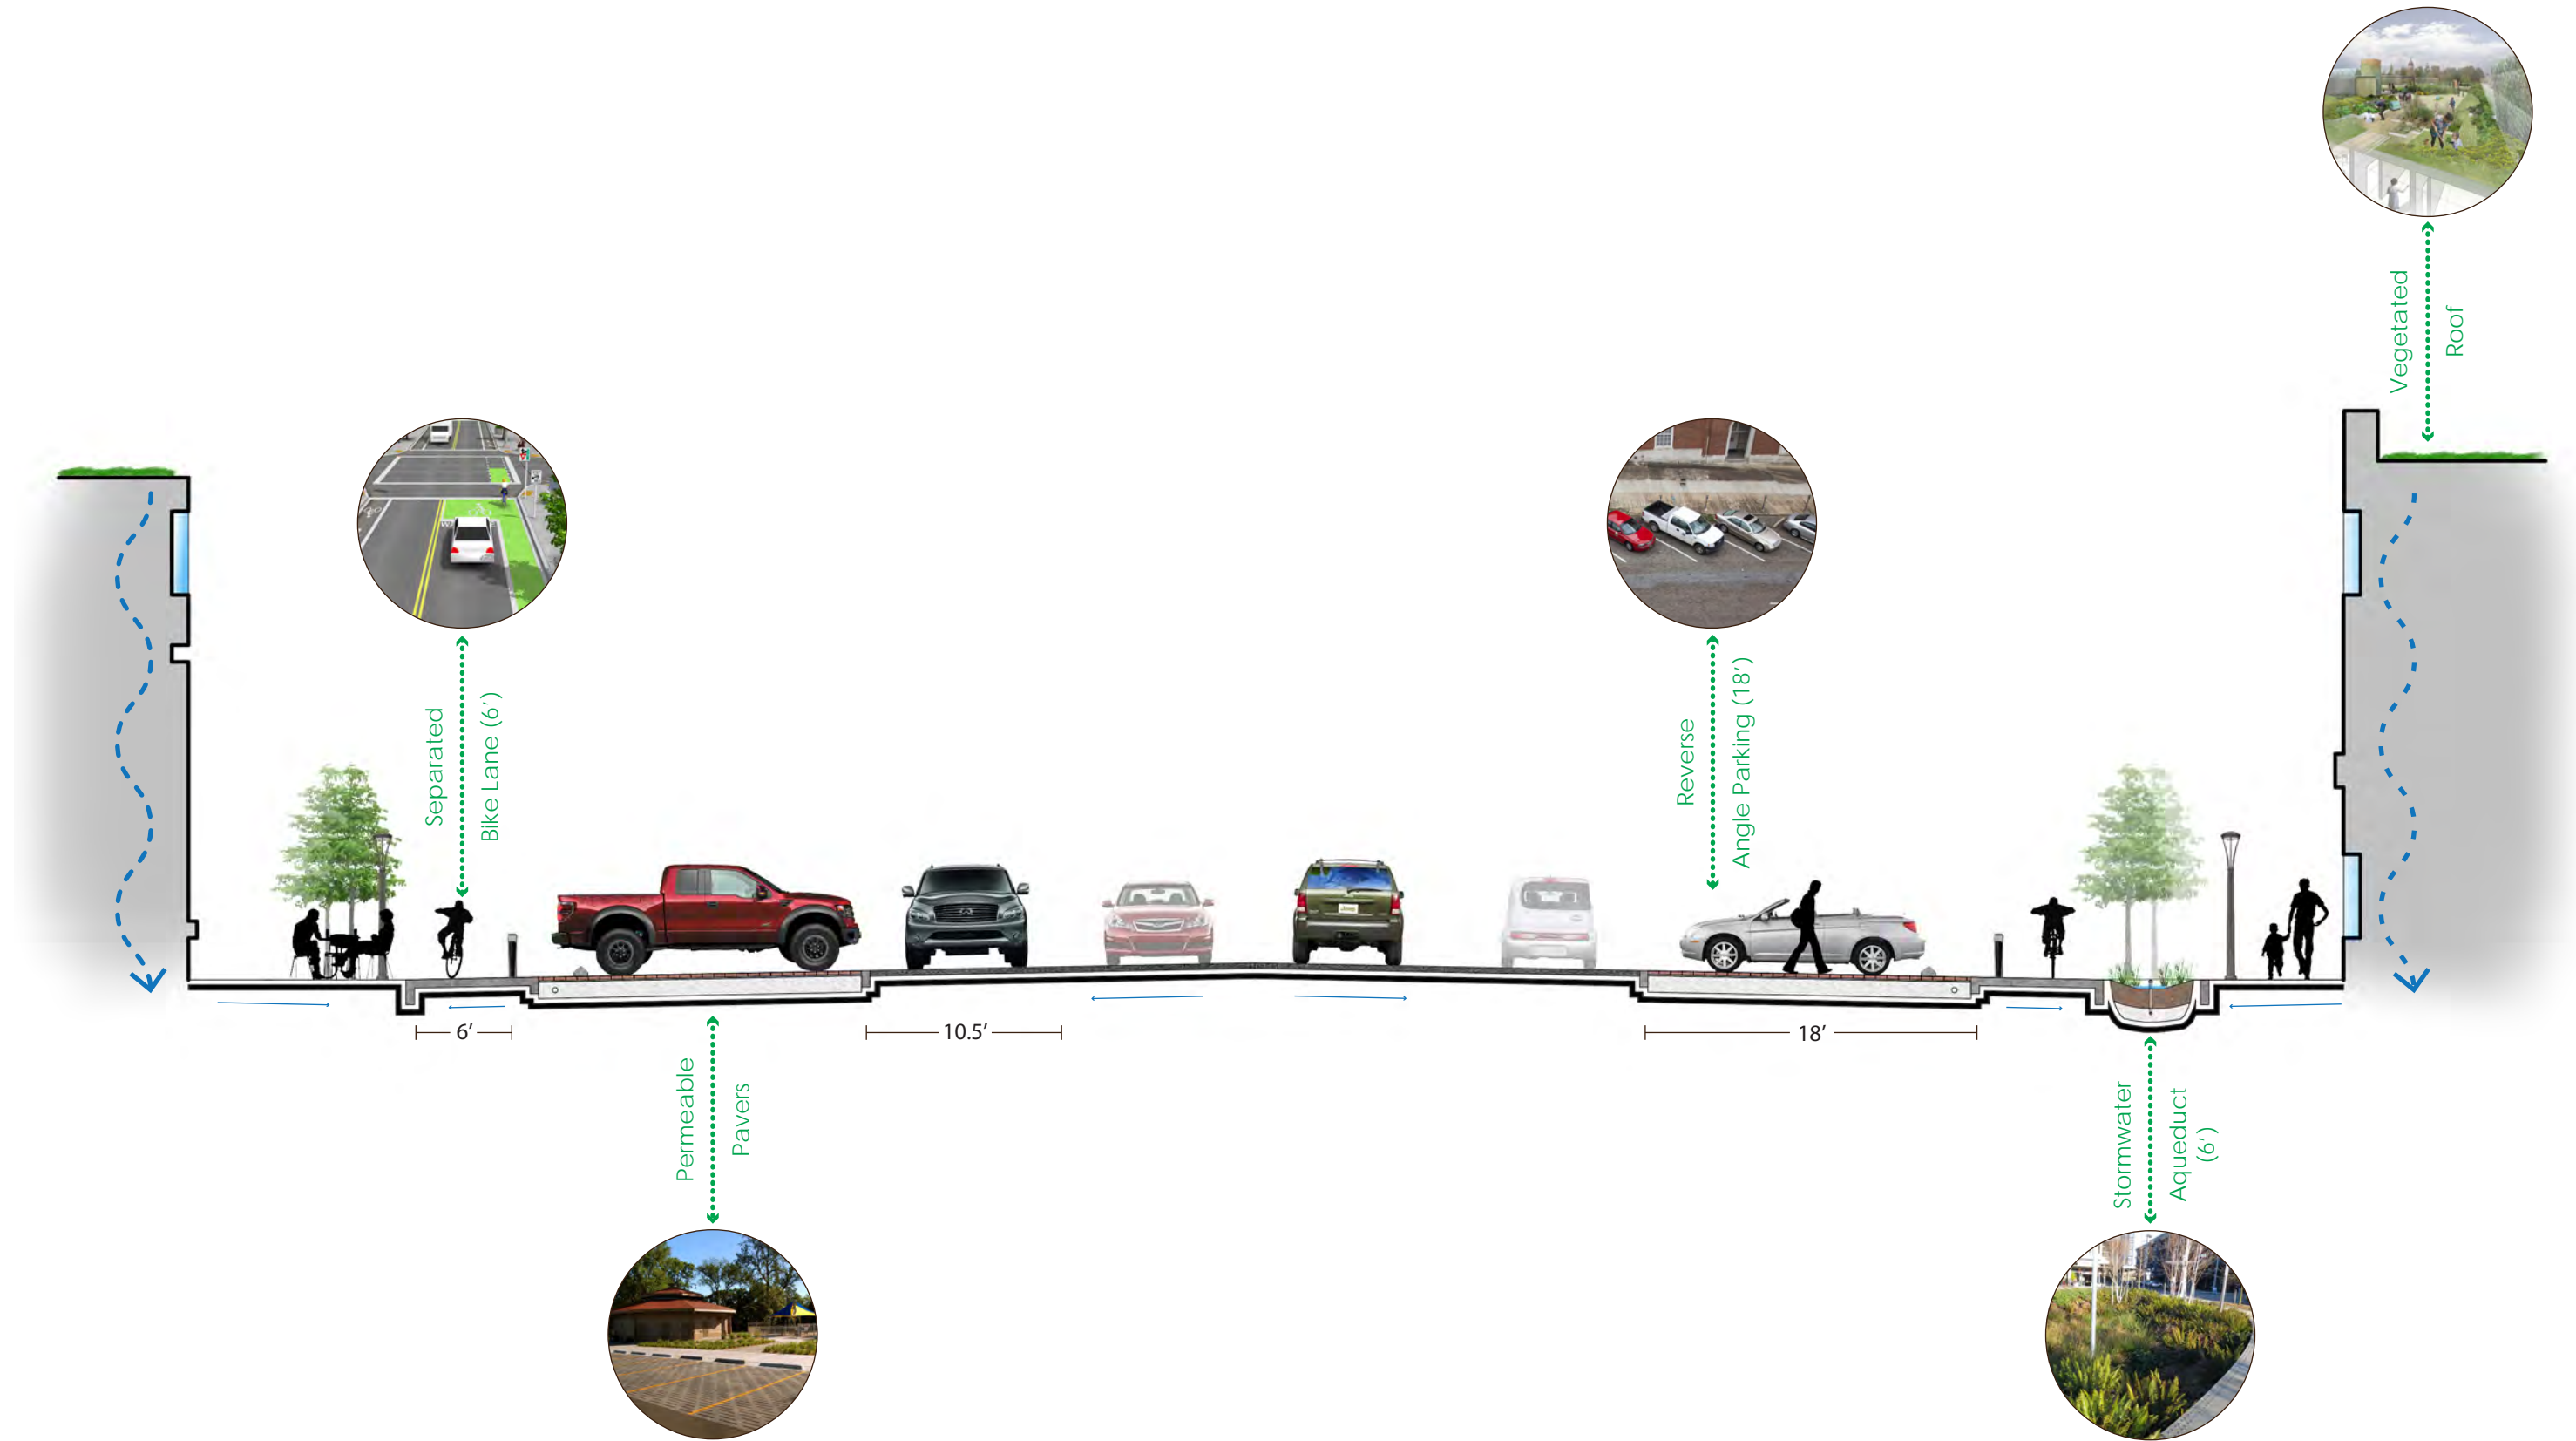 Vegetated
Roof
Separated
Bike Lane (6')
Reverse
Angle Parking (18')
6'
10.5'
18'
Permeable
Pavers
Stormwater
Aqueduct
(6')